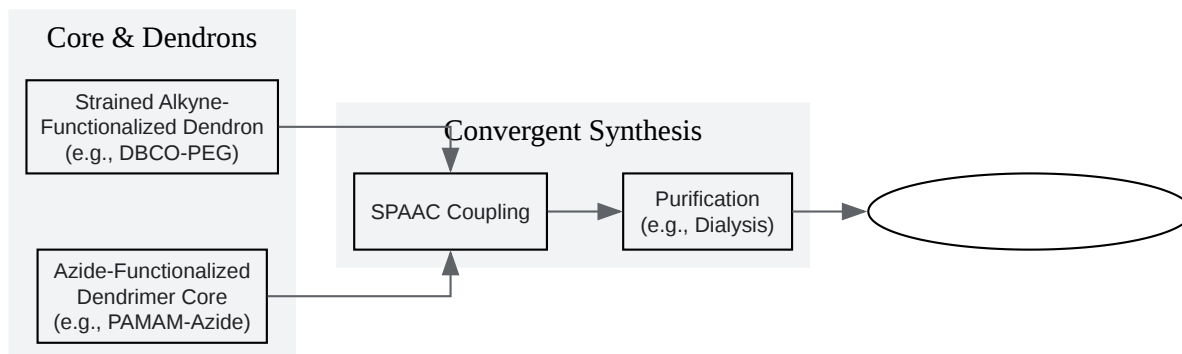 Core & Dendrons
Strained Alkyne-
Functionalized Dendron
(e.g., DBCO-PEG)
Azide-Functionalized
Dendrimer Core
(e.g., PAMAM-Azide)
Convergent Synthesis
SPAAC Coupling
Purification
(e.g., Dialysis)